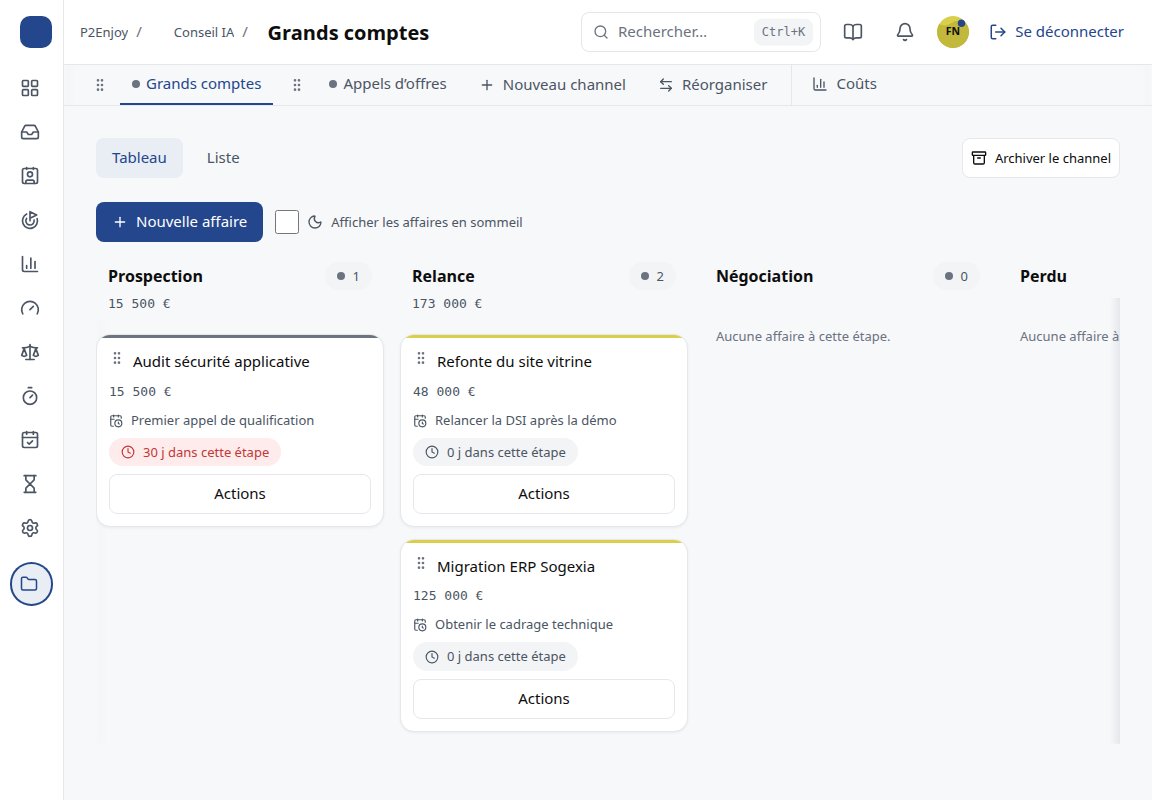 P2Enjoy / Conseil IA / Grands comptes
Rechercher... Ctrl+K
FN
Se déconnecter
Grands comptes
Appels d’offres
Nouveau channel
Réorganiser
Coûts
Tableau
Liste
Archiver le channel
Nouvelle affaire
Afficher les affaires en sommeil
Prospection 1
15 500 €
Audit sécurité applicative
15 500 €
Premier appel de qualification
30 j dans cette étape
Actions
Relance 2
173 000 €
Refonte du site vitrine
48 000 €
Relancer la DSI après la démo
0 j dans cette étape
Actions
Migration ERP Sogexia
125 000 €
Obtenir le cadrage technique
0 j dans cette étape
Actions
Négociation 0
Aucune affaire à cette étape.
Perdu
Aucune affaire à